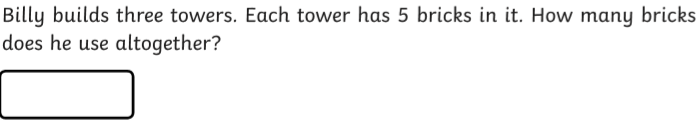 Billy builds three towers. Each tower has 5 bricks in it. How many bricks
does he use altogether?